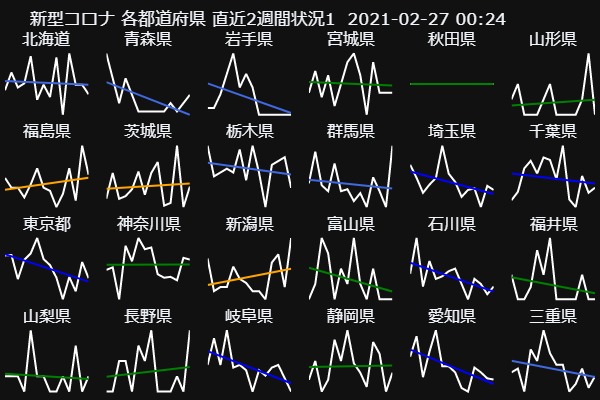 新型コロナ 各都道府県 直近2週間状況1 2021-02-27 00:24
北海道 青森県 岩手県 宮城県 秋田県 山形県
福島県 茨城県 栃木県 群馬県 埼玉県 千葉県
東京都 神奈川県 新潟県 富山県 石川県 福井県
山梨県 長野県 岐阜県 静岡県 愛知県 三重県